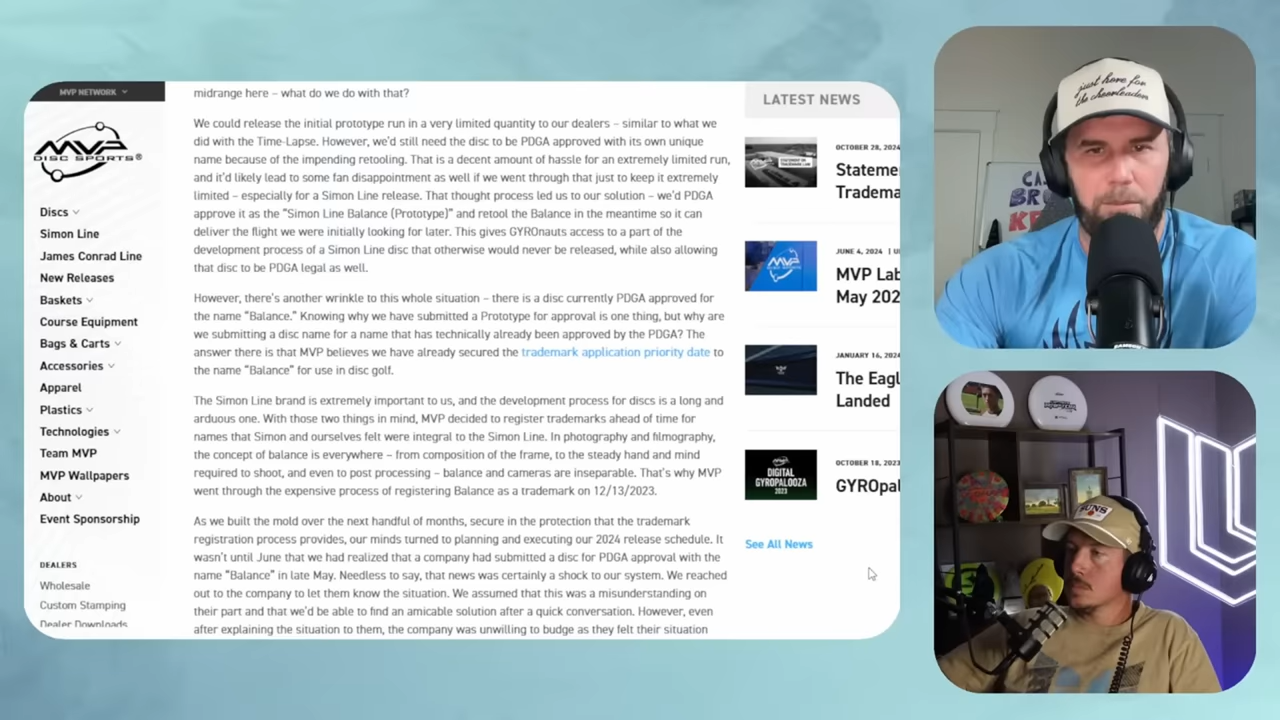 MVP NETWORK
MVP
DISC SPORTS®
Discs
Simon Line
James Conrad Line
New Releases
Baskets
Course Equipment
Bags & Carts
Accessories
Apparel
Plastics
Technologies
Team MVP
MVP Wallpapers
About
Event Sponsorship
DEALERS
Wholesale
Custom Stamping
Dealer Downloads
midrange here – what do we do with that?
We could release the initial prototype run in a very limited quantity to our dealers – similar to what we
did with the Time-Lapse. However, we’d still need the disc to be PDGA approved with its own unique
name because of the impending retooling. That is a decent amount of hassle for an extremely limited run,
and it’d likely lead to some fan disappointment as well if we went through that just to keep it extremely
limited – especially for a Simon Line release. That thought process led us to our solution – we’d PDGA
approve it as the “Simon Line Balance (Prototype)” and retool the Balance in the meantime so it can
deliver the flight we were initially looking for later. This gives GYROnauts access to a part of the
development process of a Simon Line disc that otherwise would never be released, while also allowing
that disc to be PDGA legal as well.
However, there’s another wrinkle to this whole situation – there is a disc currently PDGA approved for
the name “Balance.” Knowing why we have submitted a Prototype for approval is one thing, but why are
we submitting a disc name for a name that has technically already been approved by the PDGA? The
answer there is that MVP believes we have already secured the trademark application priority date to
the name “Balance” for use in disc golf.
The Simon Line brand is extremely important to us, and the development process for discs is a long and
arduous one. With those two things in mind, MVP decided to register trademarks ahead of time for
names that Simon and ourselves felt were integral to the Simon Line. In photography and filmography,
the concept of balance is everywhere – from composition of the frame, to the steady hand and mind
required to shoot, and even to post processing – balance and cameras are inseparable. That’s why MVP
went through the expensive process of registering Balance as a trademark on 12/13/2023.
As we built the mold over the next handful of months, secure in the protection that the trademark
registration process provides, our minds turned to planning and executing our 2024 release schedule. It
wasn’t until June that we had realized that a company had submitted a disc for PDGA approval with the
name “Balance” in late May. Needless to say, that news was certainly a shock to our system. We reached
out to the company to let them know the situation. We assumed that this was a misunderstanding on
their part and that we’d be able to find an amicable solution after a quick conversation. However, even
after explaining the situation to them, the company was unwilling to budge as they felt their situation
LATEST NEWS
OCTOBER 28, 2024
Stateme
Tradema
JUNE 4, 2024 | U
MVP Lab
May 202
JANUARY 16, 2024
The Eagl
Landed
DIGITAL
GYROPALOOZA
2023
OCTOBER 18, 2023
GYROpal
See All News
just here for
the cheerleaders
SUNS